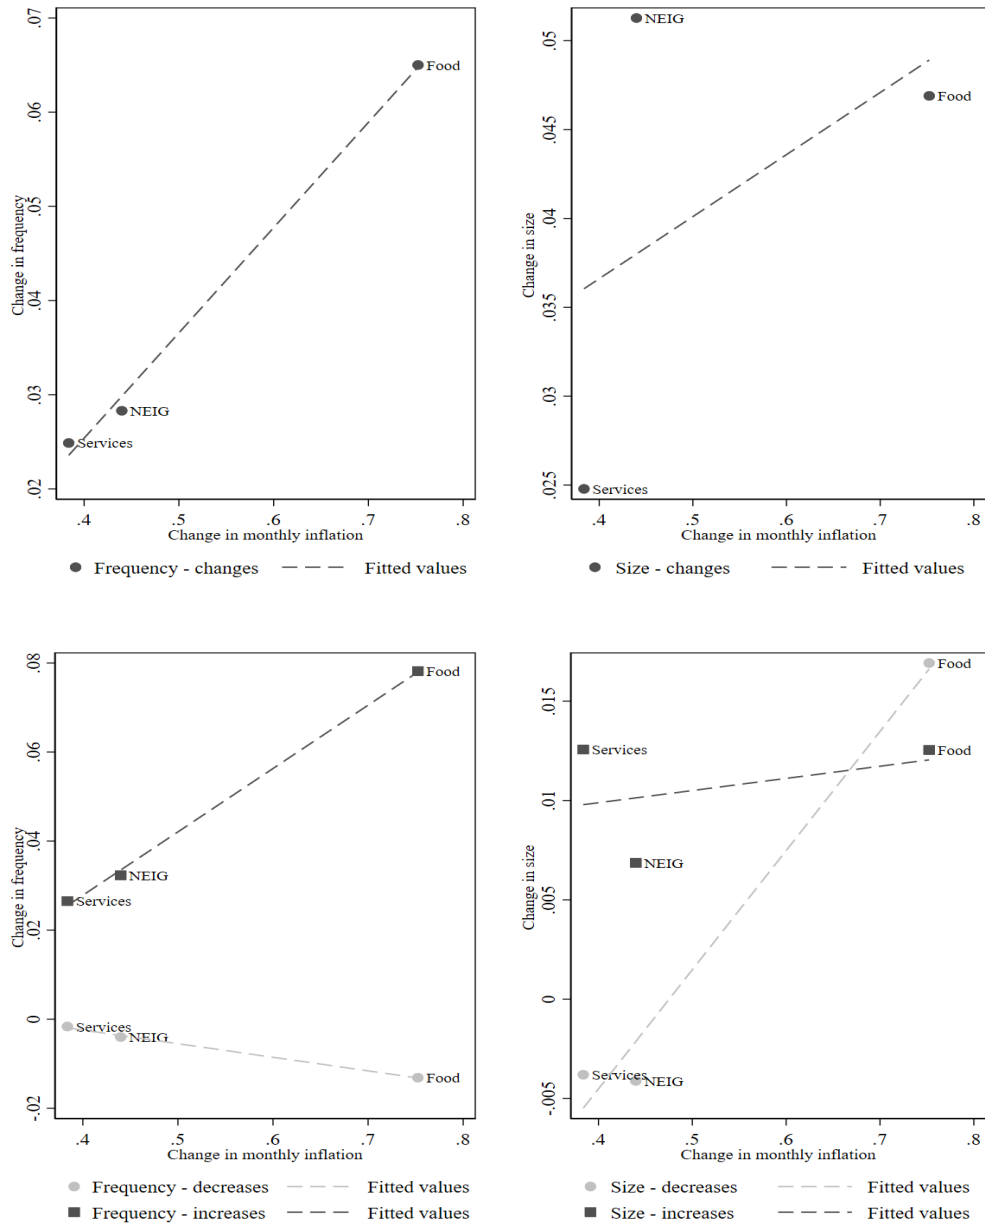 .07
.06
.05
.04
.03
.02
Change in frequency
Food
NEIG
Services
.4 .5 .6 .7 .8
Change in monthly inflation
Frequency - changes Fitted values
.05
.045
.04
.035
.03
.025
Change in size
NEIG
Food
Services
.4 .5 .6 .7 .8
Change in monthly inflation
Size - changes Fitted values
.08
.06
.04
.02
0
-.02
Change in frequency
Food
NEIG
Services
Services
NEIG
Food
.4 .5 .6 .7 .8
Change in monthly inflation
Frequency - decreases Fitted values
Frequency - increases Fitted values
.015
.01
.005
0
-.005
Change in size
Food
Services
Food
NEIG
Services
NEIG
.4 .5 .6 .7 .8
Change in monthly inflation
Size - decreases Fitted values
Size - increases Fitted values